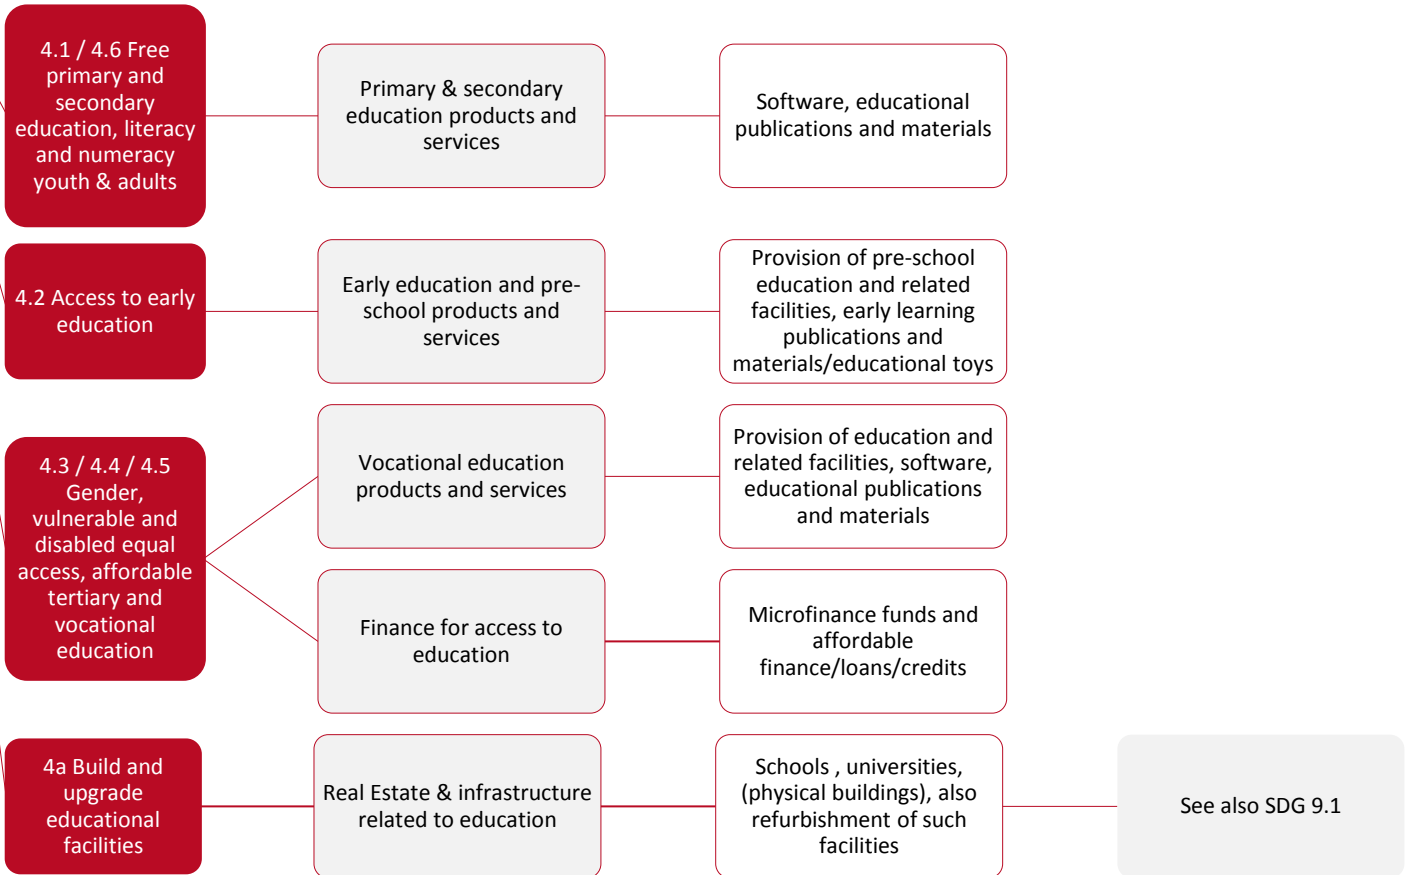 4.1 / 4.6 Free
primary and
secondary
education, literacy
and numeracy
youth & adults
Primary & secondary
education products and
services
Software, educational
publications and materials
4.2 Access to early
education
Early education and pre-
school products and
services
Provision of pre-school
education and related
facilities, early learning
publications and
materials/educational toys
4.3 / 4.4 / 4.5
Gender,
vulnerable and
disabled equal
access, affordable
tertiary and
vocational
education
Vocational education
products and services
Provision of education and
related facilities, software,
educational publications
and materials
Finance for access to
education
Microfinance funds and
affordable
finance/loans/credits
4a Build and
upgrade
educational
facilities
Real Estate & infrastructure
related to education
Schools , universities,
(physical buildings), also
refurbishment of such
facilities
See also SDG 9.1